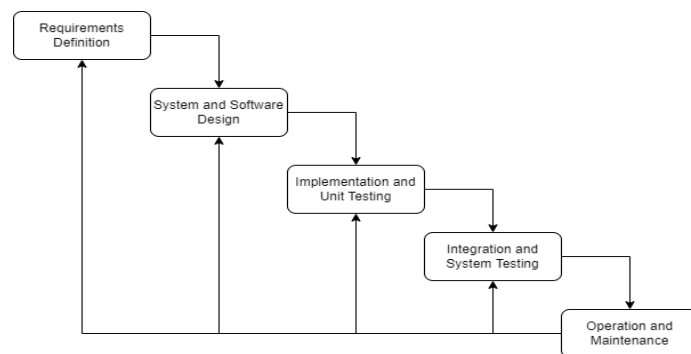 Requirements
Definition
System and Software
Design
Implementation and
Unit Testing
Integration and
System Testing
Operation and
Maintenance